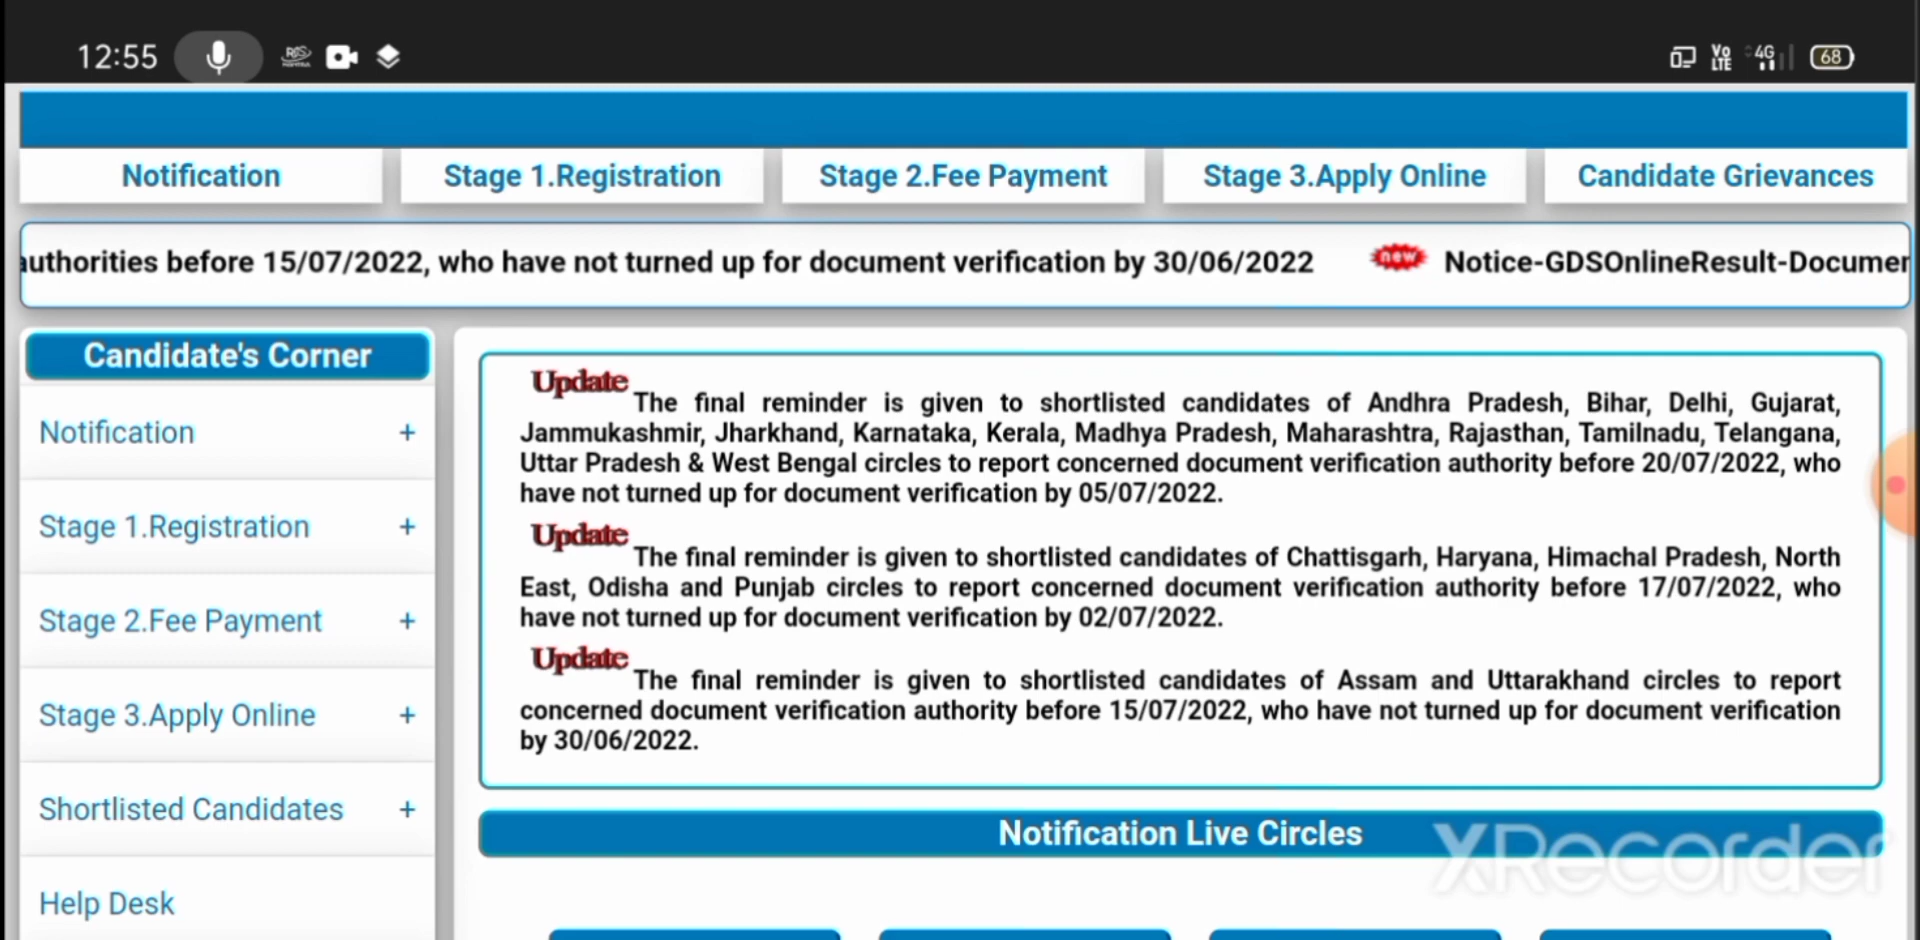 12:55
Vo
LTE
4G
68
Notification
Stage 1.Registration
Stage 2.Fee Payment
Stage 3.Apply Online
Candidate Grievances
authorities before 15/07/2022, who have not turned up for document verification by 30/06/2022
new
Notice-GDSOnlineResult-Documen
Candidate's Corner
Notification +
Stage 1.Registration +
Stage 2.Fee Payment +
Stage 3.Apply Online +
Shortlisted Candidates +
Help Desk
Update
The final reminder is given to shortlisted candidates of Andhra Pradesh, Bihar, Delhi, Gujarat,
Jammukashmir, Jharkhand, Karnataka, Kerala, Madhya Pradesh, Maharashtra, Rajasthan, Tamilnadu, Telangana,
Uttar Pradesh & West Bengal circles to report concerned document verification authority before 20/07/2022, who
have not turned up for document verification by 05/07/2022.
Update
The final reminder is given to shortlisted candidates of Chattisgarh, Haryana, Himachal Pradesh, North
East, Odisha and Punjab circles to report concerned document verification authority before 17/07/2022, who
have not turned up for document verification by 02/07/2022.
Update
The final reminder is given to shortlisted candidates of Assam and Uttarakhand circles to report
concerned document verification authority before 15/07/2022, who have not turned up for document verification
by 30/06/2022.
Notification Live Circles
XRecorder